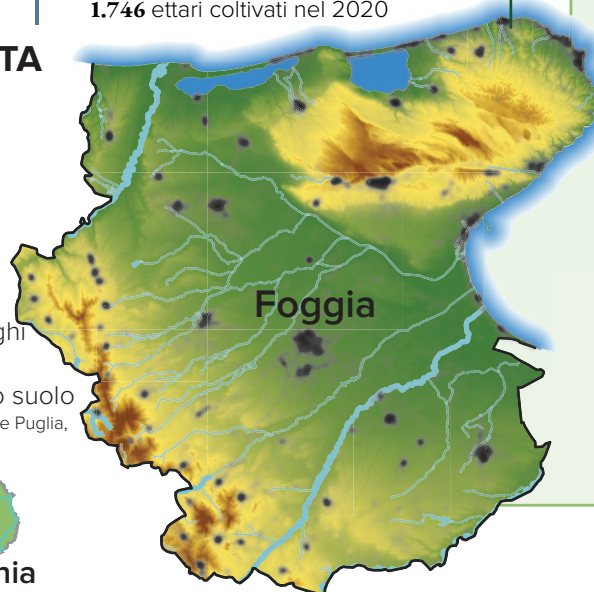 1.746 ettari coltivati nel 2020
TA
Foggia
ghi
o suolo
e Puglia,
nia